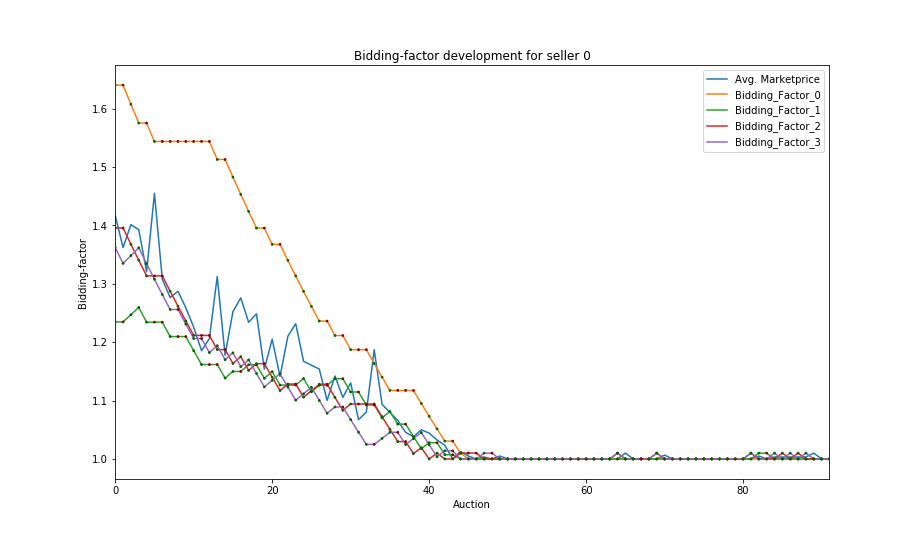 Bidding-factor development for seller 0
Avg. Marketprice
Bidding_Factor_0
Bidding_Factor_1
Bidding_Factor_2
Bidding_Factor_3
Bidding-factor
1.6
1.5
1.4
1.3
1.2
1.1
1.0
0
20
40
60
80
Auction